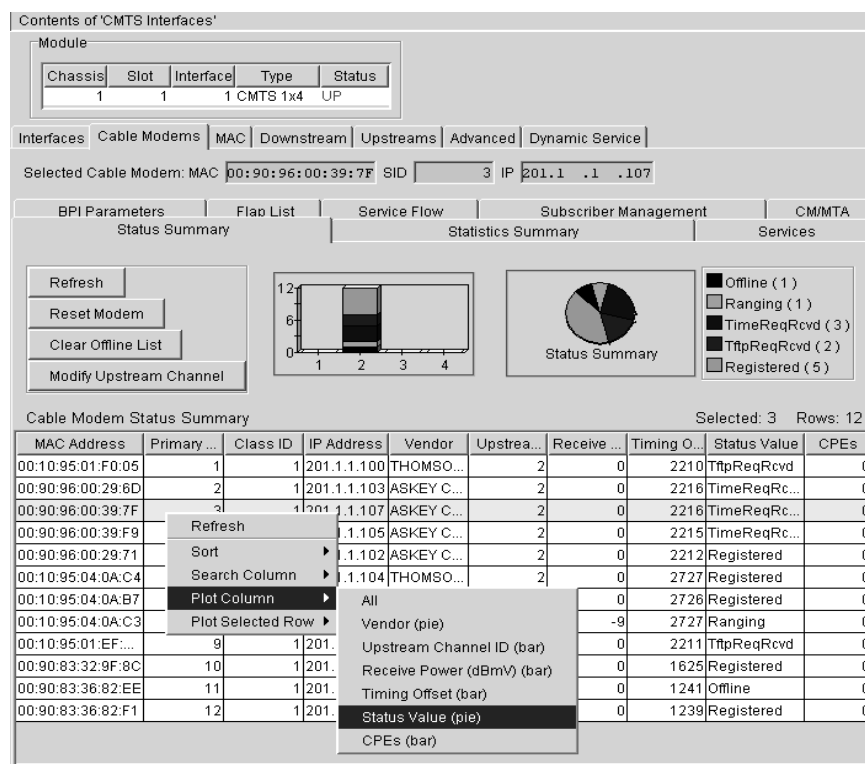 Contents of 'CMTS Interfaces'
Module
Chassis Slot Interface Type Status
1 1 1 CMTS 1x4 UP
Interfaces Cable Modems MAC Downstream Upstreams Advanced Dynamic Service
Selected Cable Modem: MAC 00:90:96:00:39:7F SID 3 IP 201.1 .1 .107
BPI Parameters Flap List Service Flow Subscriber Management CM/MTA
Status Summary Statistics Summary Services
Refresh
Reset Modem
Clear Offline List
Modify Upstream Channel
12
6
0
1 2 3 4
Status Summary
Offline (1)
Ranging (1)
TimeReqRcvd (3)
TftpReqRcvd (2)
Registered (5)
Cable Modem Status Summary Selected: 3 Rows: 12
MAC Address Primary ... Class ID IP Address Vendor Upstrea... Receive ... Timing O... Status Value CPEs
00:10:95:01:F0:05 1 1 201.1.1.100 THOMSO... 2 0 2210 TftpReqRcvd
00:90:96:00:29:6D 2 1 201.1.1.103 ASKEY C... 2 0 2216 TimeReqRc...
00:90:96:00:39:7F 3 1 201.1.1.107 ASKEY C... 2 0 2216 TimeReqRc...
00:90:96:00:39:F9 .1.1.105 ASKEY C... 2 0 2215 TimeReqRc...
00:90:96:00:29:71 .1.1.102 ASKEY C... 2 0 2212 Registered
00:10:95:04:0A:C4 .1.1.104 THOMSO... 2 0 2727 Registered
00:10:95:04:0A:B7 0 2726 Registered
00:10:95:04:0A:C3 -9 2727 Ranging
00:10:95:01:EF:... 9 1 201. 0 2211 TftpReqRcvd
00:90:83:32:9F:8C 10 1 201. 0 1625 Registered
00:90:83:36:82:EE 11 1 201. 0 1241 Offline
00:90:83:36:82:F1 12 1 201. 0 1239 Registered
Refresh
Sort
Search Column
Plot Column
Plot Selected Row
All
Vendor (pie)
Upstream Channel ID (bar)
Receive Power (dBmV) (bar)
Timing Offset (bar)
Status Value (pie)
CPEs (bar)